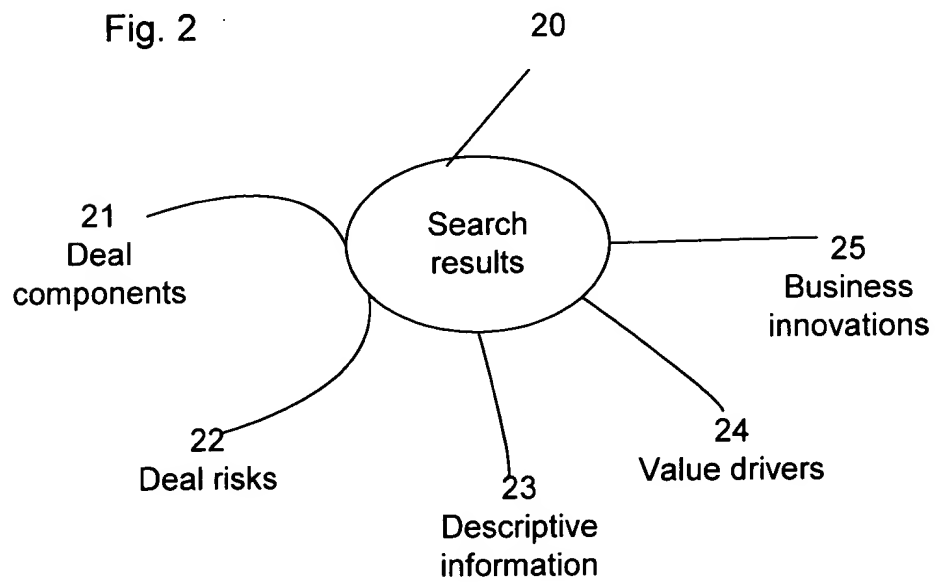 Fig. 2
20
Search
results
21
Deal
components
22
Deal risks
23
Descriptive
information
24
Value drivers
25
Business
innovations